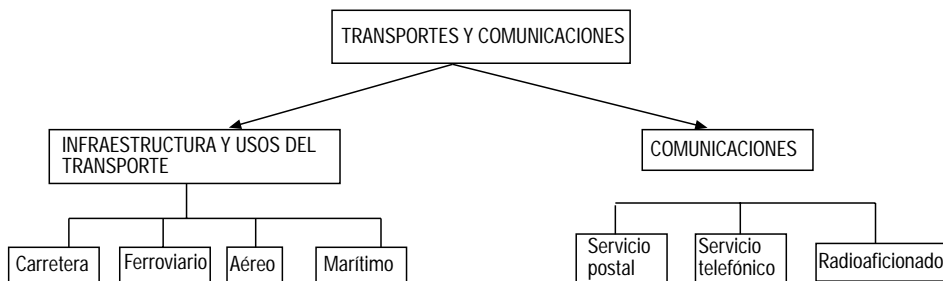 TRANSPORTES Y COMUNICACIONES
INFRAESTRUCTURA Y USOS DEL
TRANSPORTE
COMUNICACIONES
Carretera
Ferroviario
Aéreo
Marítimo
Servicio
postal
Servicio
telefónico
Radioaficionado